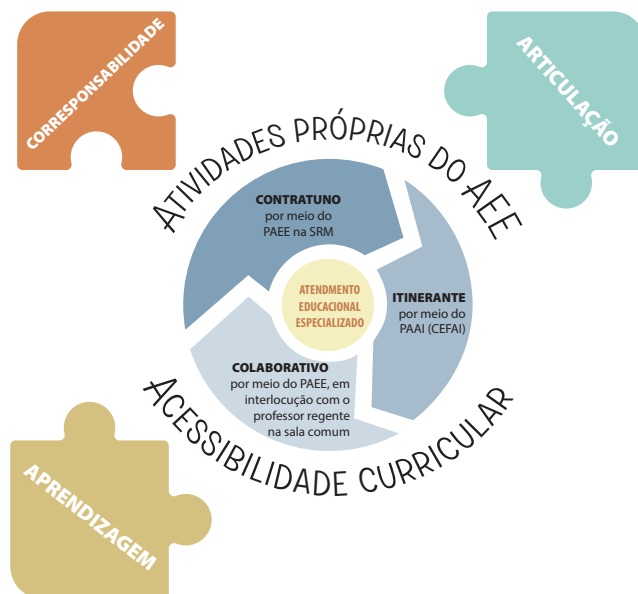 CORRESPONSABILIDADE
ARTICULAÇÃO
ATIVIDADES PRÓPRIAS DO AEE
CONTRATUNO
por meio do
PAEE na SRM
ATENDMENTO
EDUCACIONAL
ESPECIALIZADO
ITINERANTE
por meio do
PAAI (CEFAI)
COLABORATIVO
por meio do PAEE, em
interlocução com o
professor regente
na sala comum
ACESSIBILIDADE CURRICULAR
APRENDIZAGEM